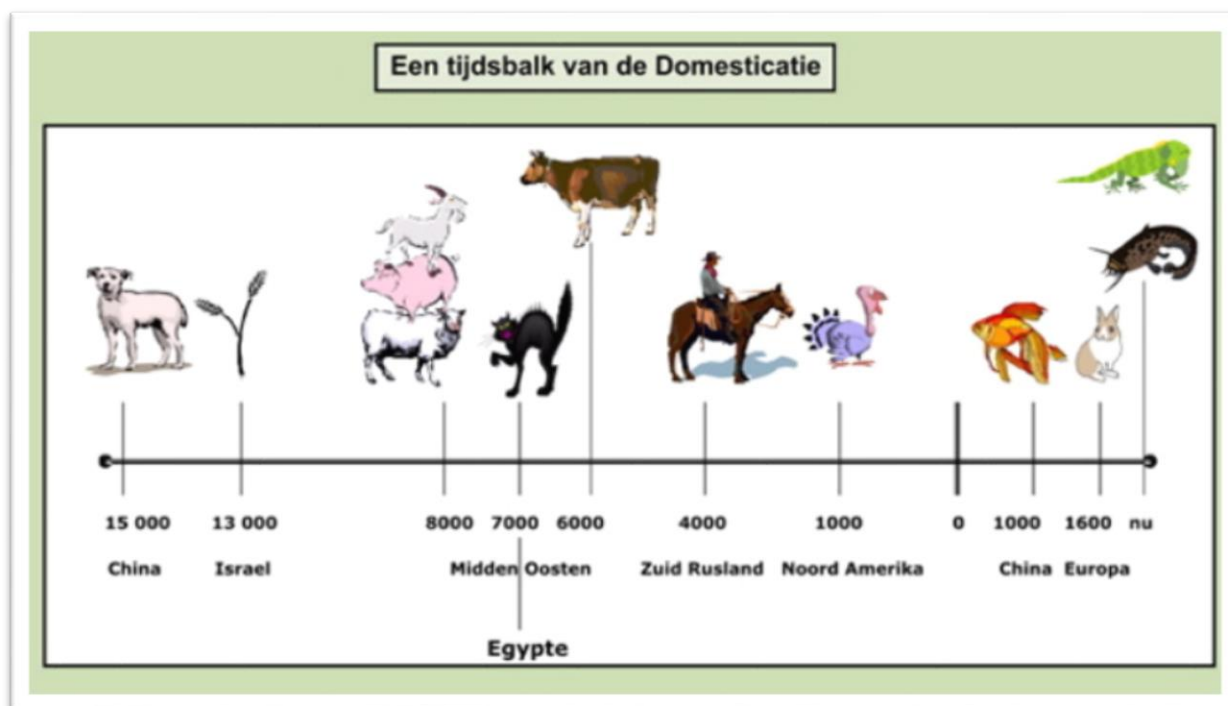 Een tijdsbalk van de Domesticatie
15 000 13 000 8000 7000 6000 4000 1000 0 1000 1600 nu
China Israel Midden Oosten Zuid Rusland Noord Amerika China Europa
Egypte